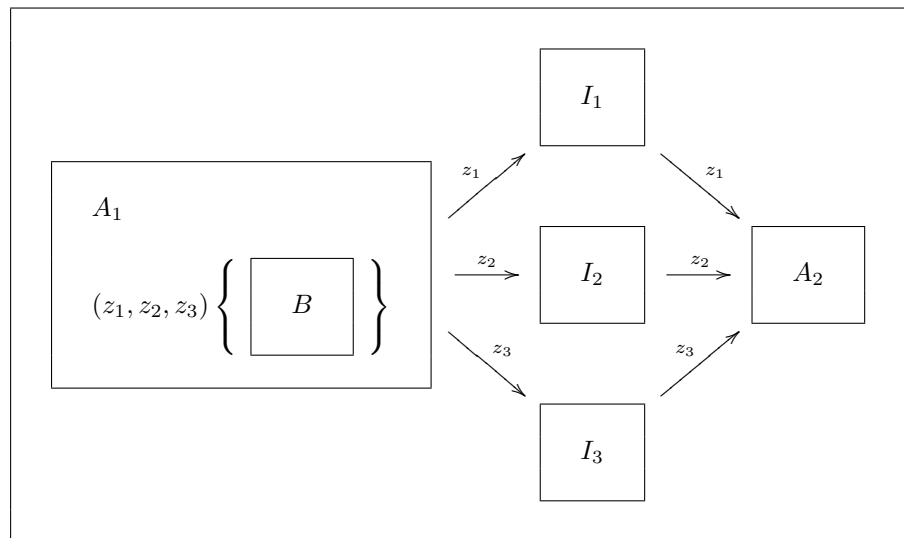 I₁
z₁ z₁
A₁
z₂ I₂ z₂ A₂
(z₁, z₂, z₃) { B }
z₃ z₃
I₃